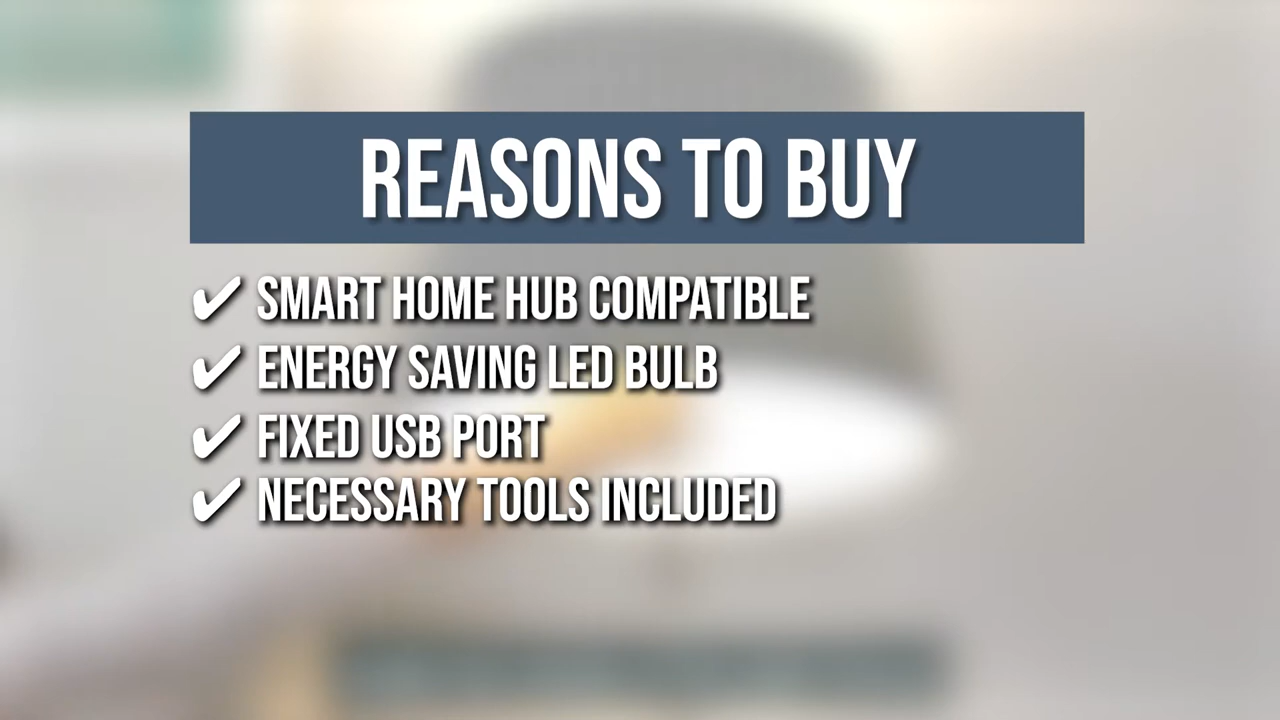 REASONS TO BUY
✔ SMART HOME HUB COMPATIBLE
✔ ENERGY SAVING LED BULB
✔ FIXED USB PORT
✔ NECESSARY TOOLS INCLUDED